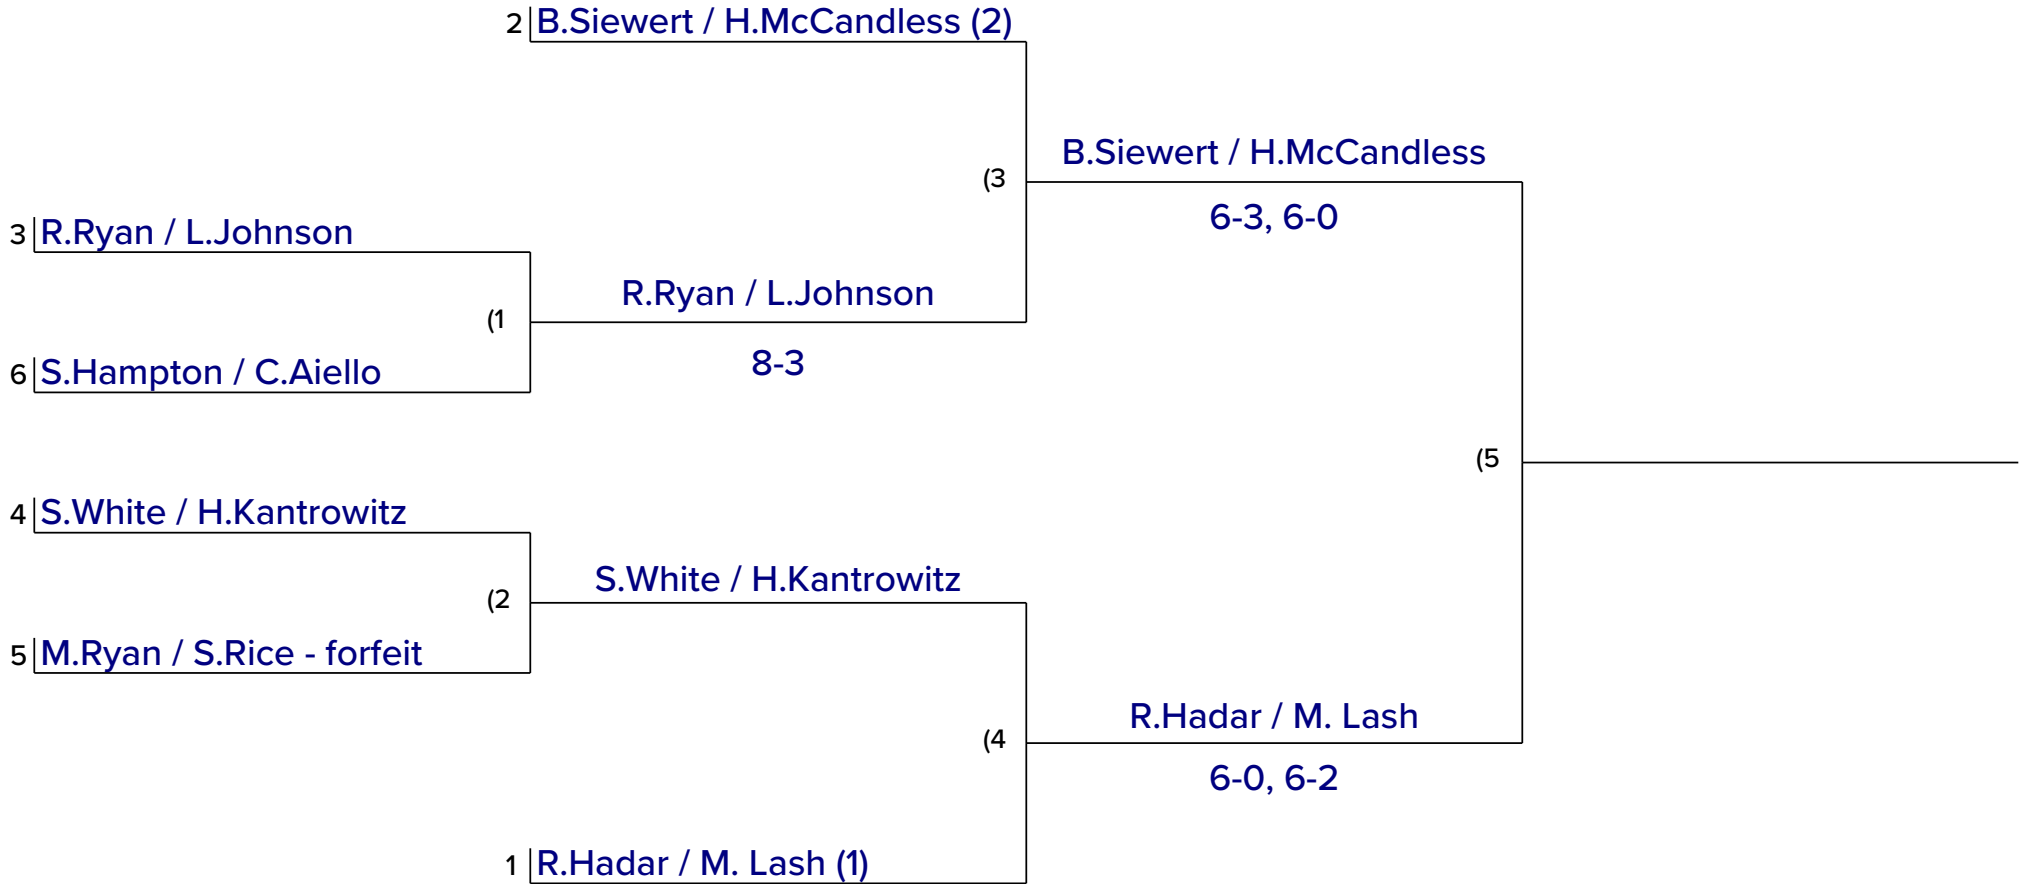 2 B.Siewert / H.McCandless (2)
B.Siewert / H.McCandless
(3
6-3, 6-0
3 R.Ryan / L.Johnson
R.Ryan / L.Johnson
(1
8-3
6 S.Hampton / C.Aiello
(5
4 S.White / H.Kantrowitz
S.White / H.Kantrowitz
(2
5 M.Ryan / S.Rice - forfeit
R.Hadar / M. Lash
(4
6-0, 6-2
1 R.Hadar / M. Lash (1)